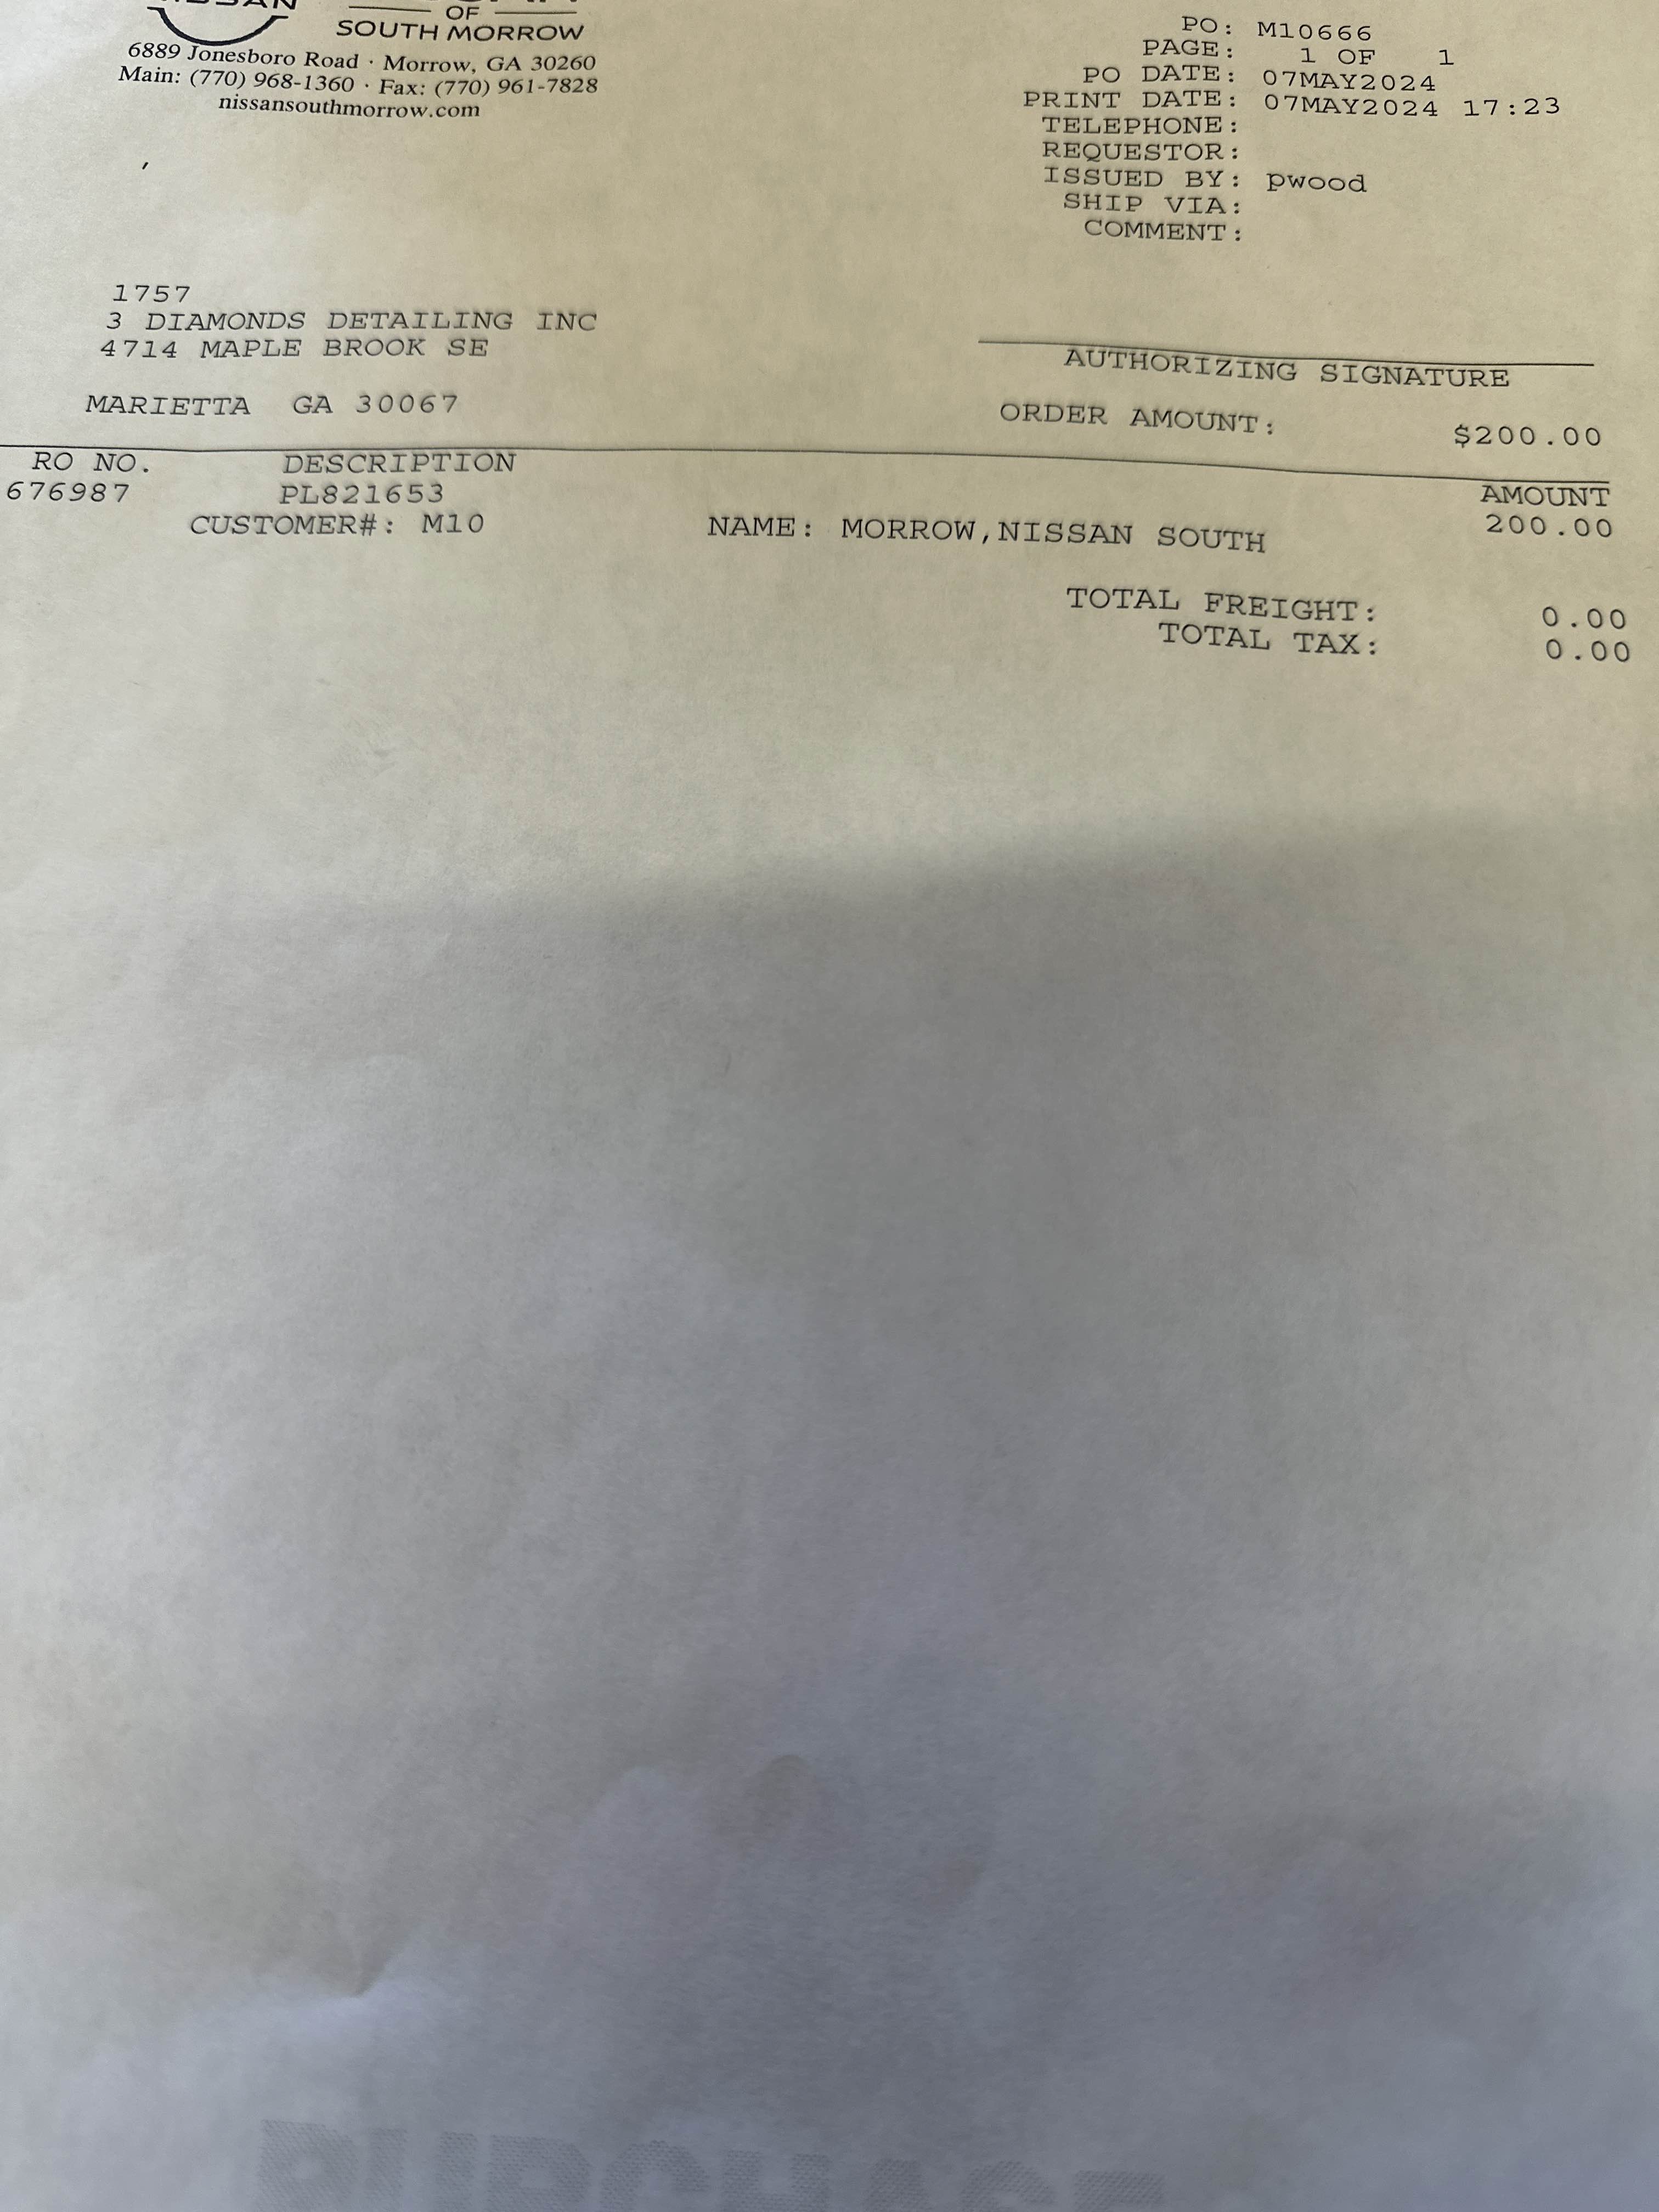 NISSAN
OF
SOUTH MORROW
6889 Jonesboro Road · Morrow, GA 30260
Main: (770) 968-1360 · Fax: (770) 961-7828
nissansouthmorrow.com
PO: M10666
PAGE: 1 OF 1
PO DATE: 07MAY2024
PRINT DATE: 07MAY2024 17:23
TELEPHONE:
REQUESTOR:
ISSUED BY: pwood
SHIP VIA:
COMMENT:
1757
3 DIAMONDS DETAILING INC
4714 MAPLE BROOK SE
MARIETTA GA 30067
AUTHORIZING SIGNATURE
ORDER AMOUNT: $200.00
RO NO. DESCRIPTION AMOUNT
676987 PL821653 200.00
CUSTOMER#: M10 NAME: MORROW,NISSAN SOUTH
TOTAL FREIGHT: 0.00
TOTAL TAX: 0.00
PURCHASE